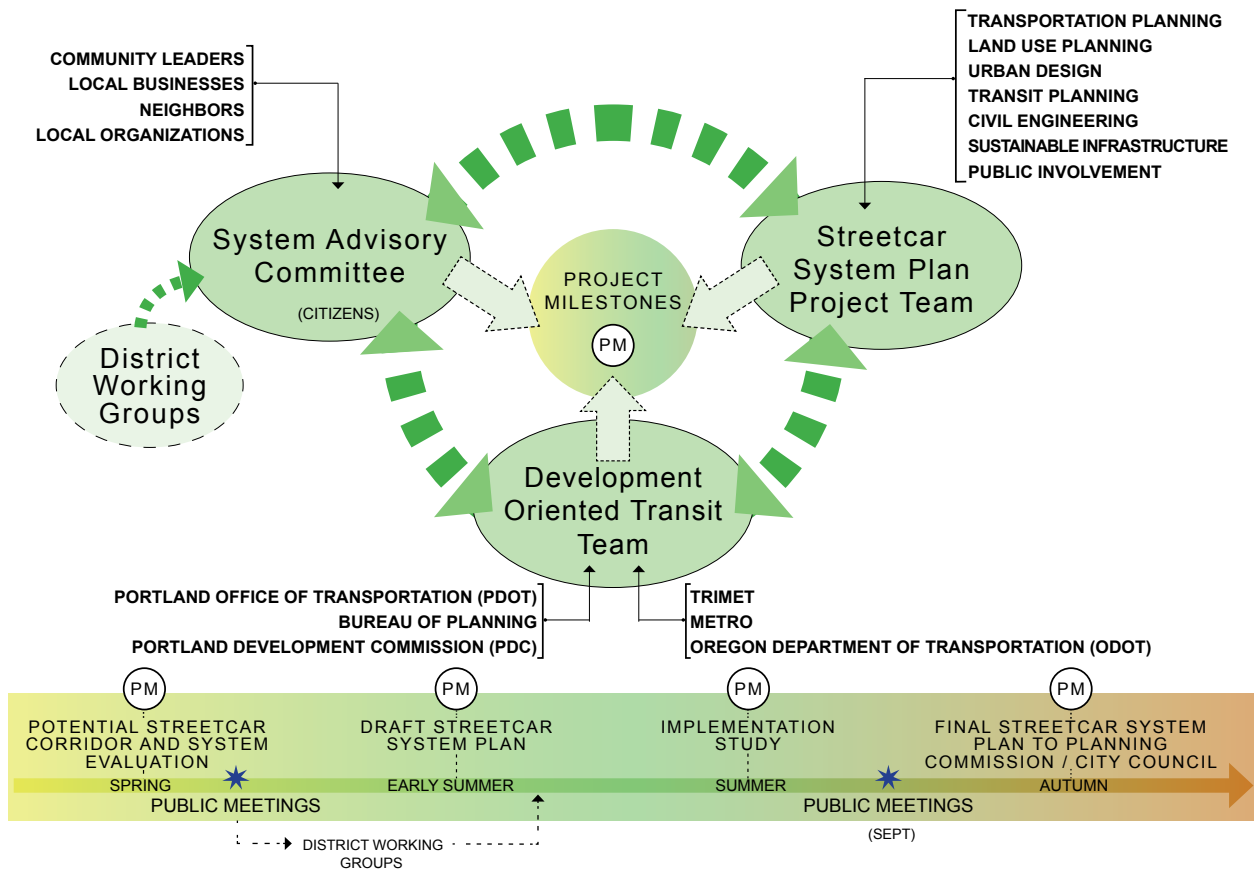 COMMUNITY LEADERS
LOCAL BUSINESSES
NEIGHBORS
LOCAL ORGANIZATIONS
TRANSPORTATION PLANNING
LAND USE PLANNING
URBAN DESIGN
TRANSIT PLANNING
CIVIL ENGINEERING
SUSTAINABLE INFRASTRUCTURE
PUBLIC INVOLVEMENT
System Advisory
Committee
(CITIZENS)
PROJECT
MILESTONES
PM
Streetcar
System Plan
Project Team
District
Working
Groups
Development
Oriented Transit
Team
PORTLAND OFFICE OF TRANSPORTATION (PDOT)
BUREAU OF PLANNING
PORTLAND DEVELOPMENT COMMISSION (PDC)
TRIMET
METRO
OREGON DEPARTMENT OF TRANSPORTATION (ODOT)
PM
POTENTIAL STREETCAR
CORRIDOR AND SYSTEM
EVALUATION
SPRING
PUBLIC MEETINGS
PM
DRAFT STREETCAR
SYSTEM PLAN
EARLY SUMMER
DISTRICT WORKING
GROUPS
PM
IMPLEMENTATION
STUDY
SUMMER
PUBLIC MEETINGS
(SEPT)
PM
FINAL STREETCAR SYSTEM
PLAN TO PLANNING
COMMISSION / CITY COUNCIL
AUTUMN